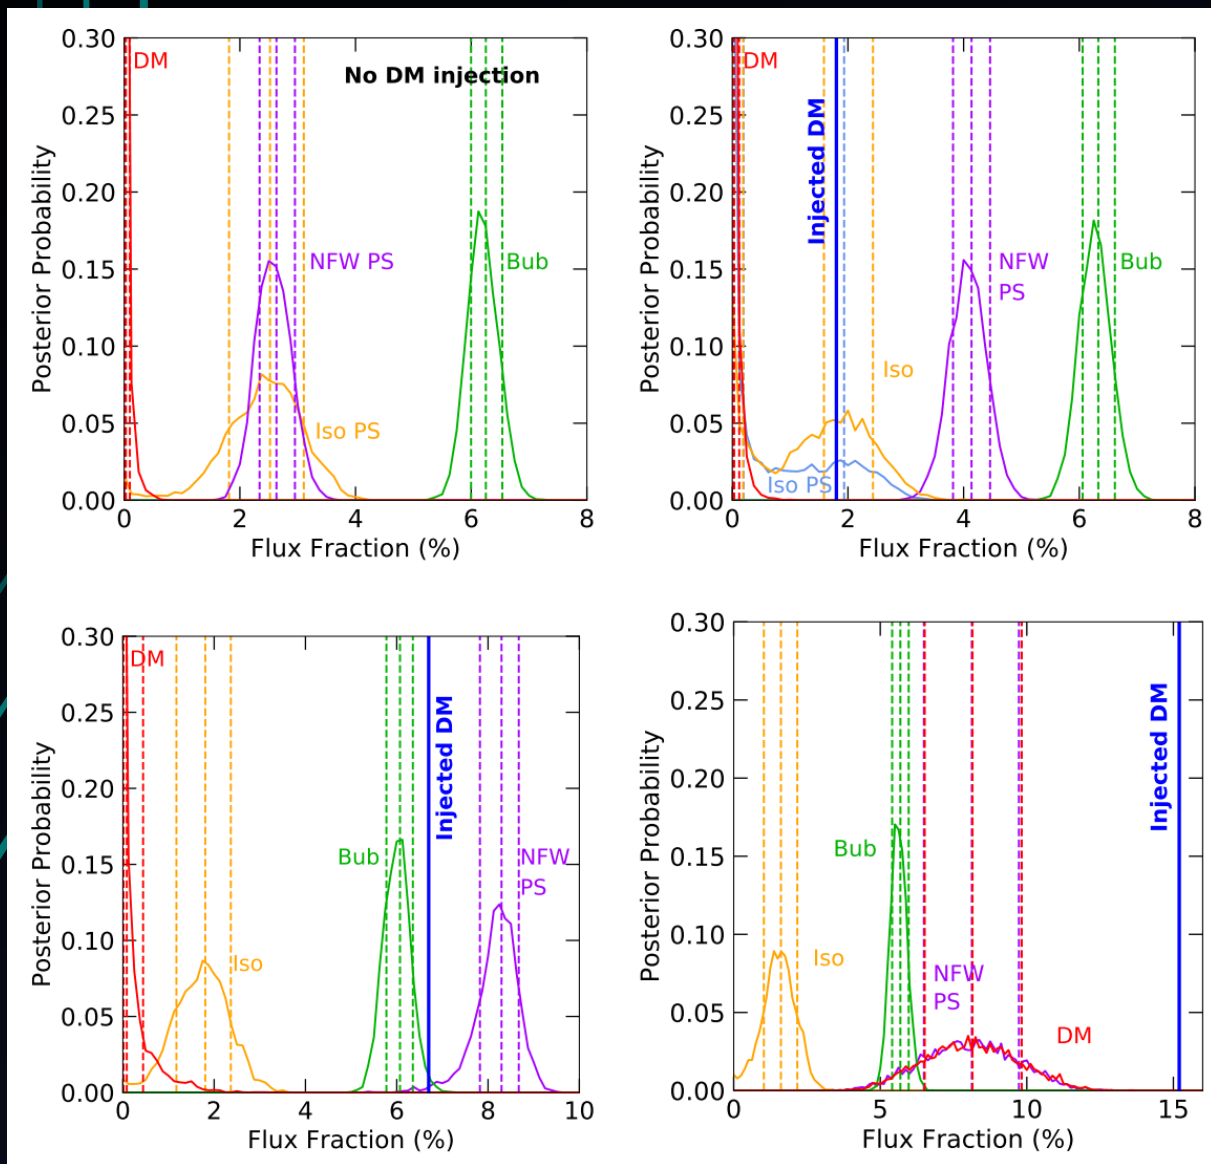 0.30
0.25
0.20
0.15
0.10
0.05
0.00
Posterior Probability
DM
No DM injection
NFW PS
Bub
Iso PS
0 2 4 6 8
Flux Fraction (%)
0.30
0.25
0.20
0.15
0.10
0.05
0.00
Posterior Probability
DM
Injected DM
NFW
PS
Bub
Iso
Iso PS
0 2 4 6 8
Flux Fraction (%)
0.30
0.25
0.20
0.15
0.10
0.05
0.00
Posterior Probability
DM
Injected DM
Bub
NFW
PS
Iso
0 2 4 6 8 10
Flux Fraction (%)
0.30
0.25
0.20
0.15
0.10
0.05
0.00
Posterior Probability
Injected DM
Bub
Iso
NFW
PS
DM
0 5 10 15
Flux Fraction (%)